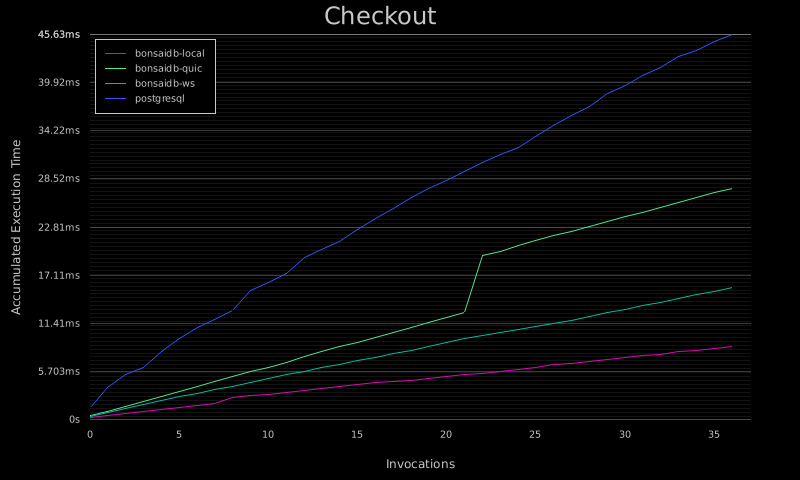 Checkout
45.63ms
bonsaidb-local
bonsaidb-quic
bonsaidb-ws
postgresql
39.92ms
34.22ms
28.52ms
22.81ms
17.11ms
11.41ms
5.703ms
0s
Accumulated Execution Time
0 5 10 15 20 25 30 35
Invocations